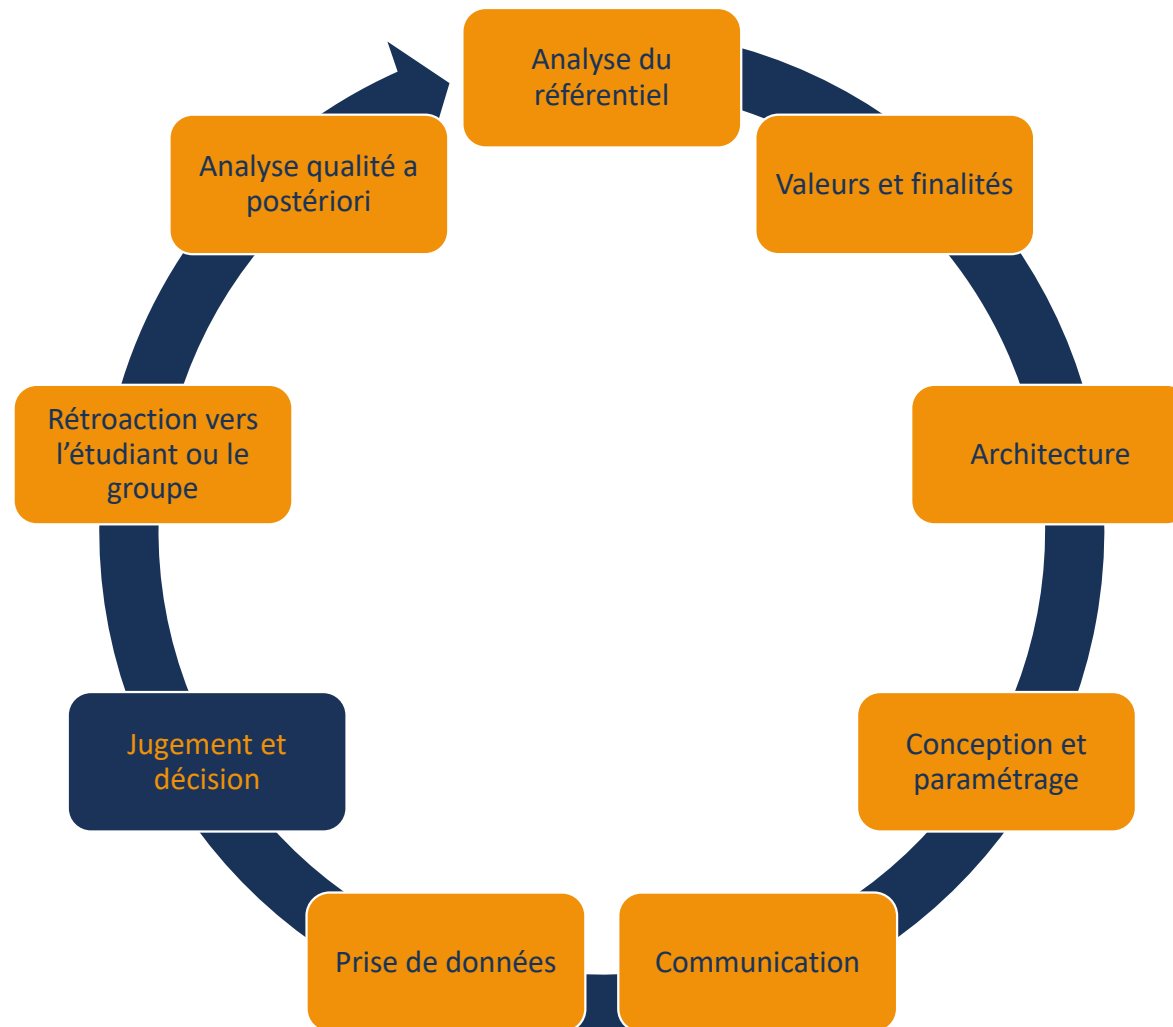 Analyse du
référentiel
Valeurs et finalités
Architecture
Conception et
paramétrage
Communication
Prise de données
Jugement et
décision
Rétroaction vers
l’étudiant ou le
groupe
Analyse qualité a
postériori